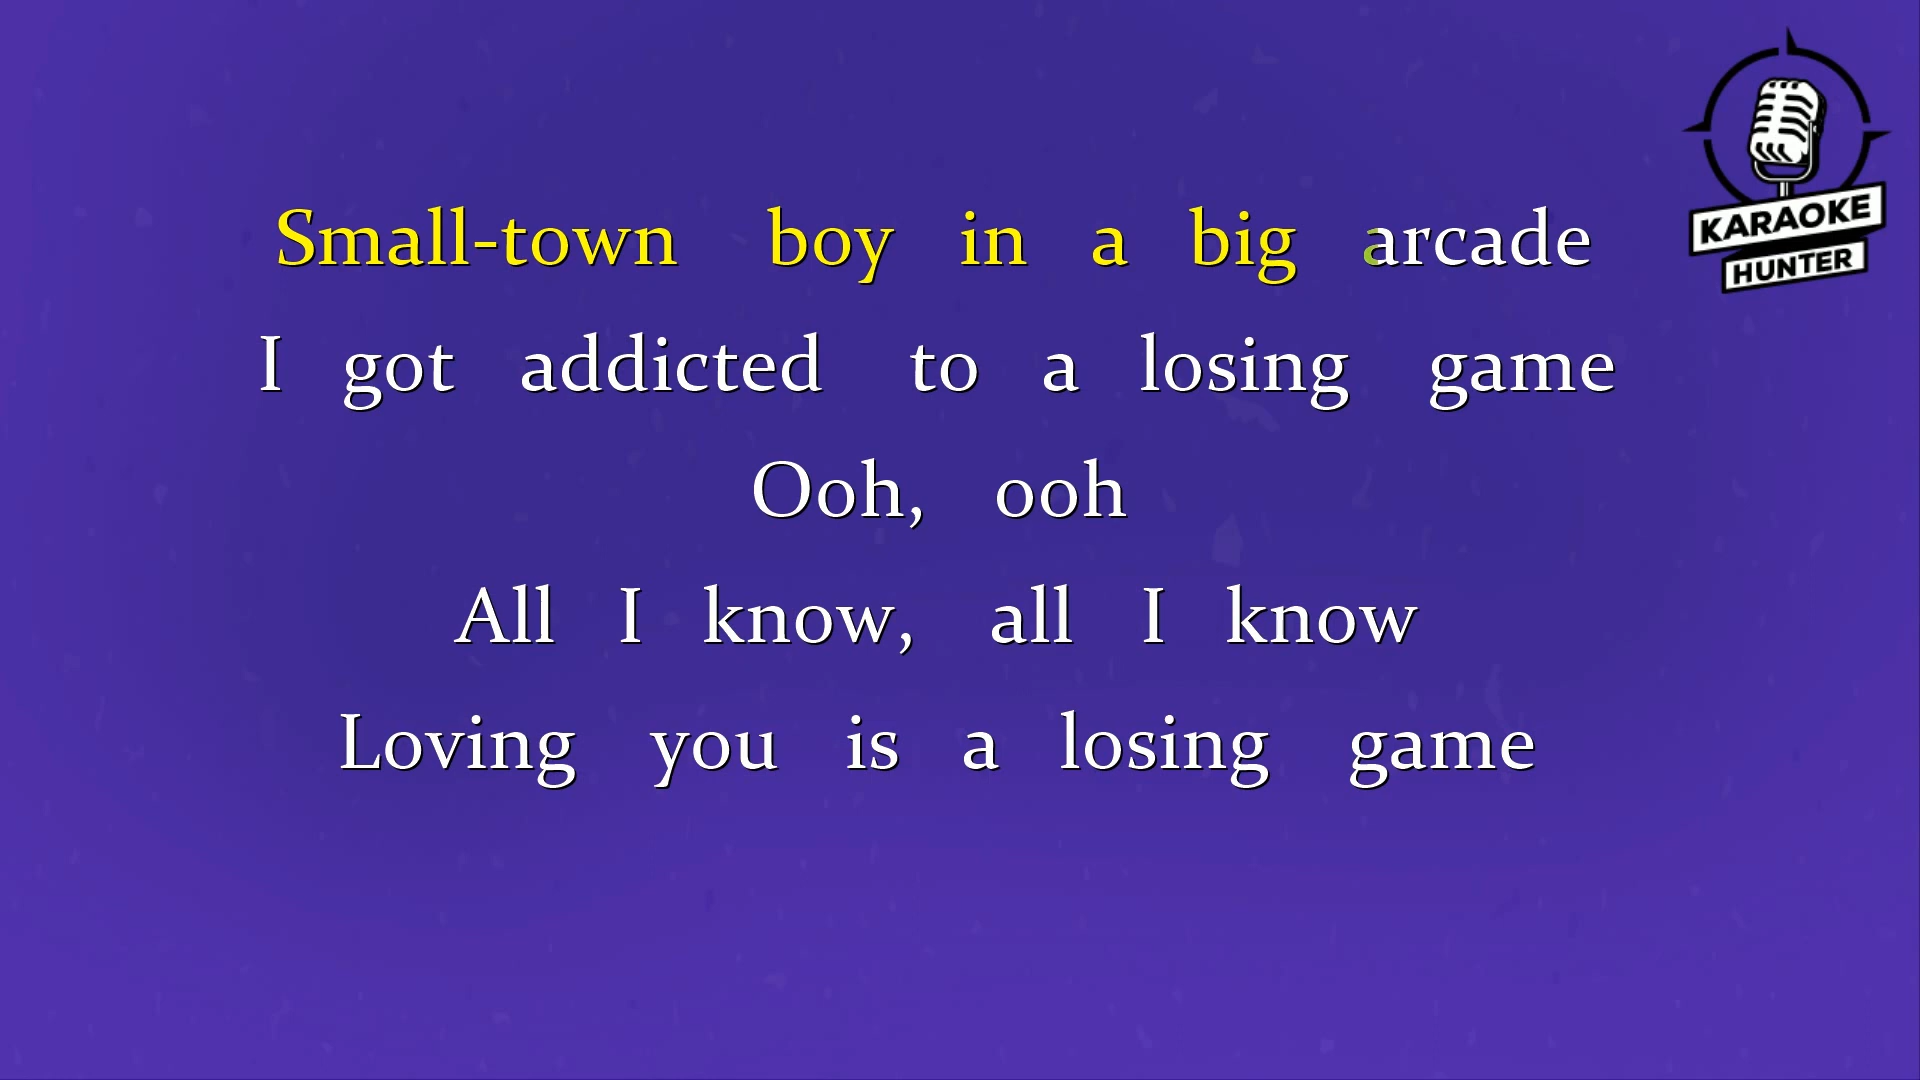 Small-town boy in a big arcade
I got addicted to a losing game
Ooh, ooh
All I know, all I know
Loving you is a losing game
KARAOKE
HUNTER